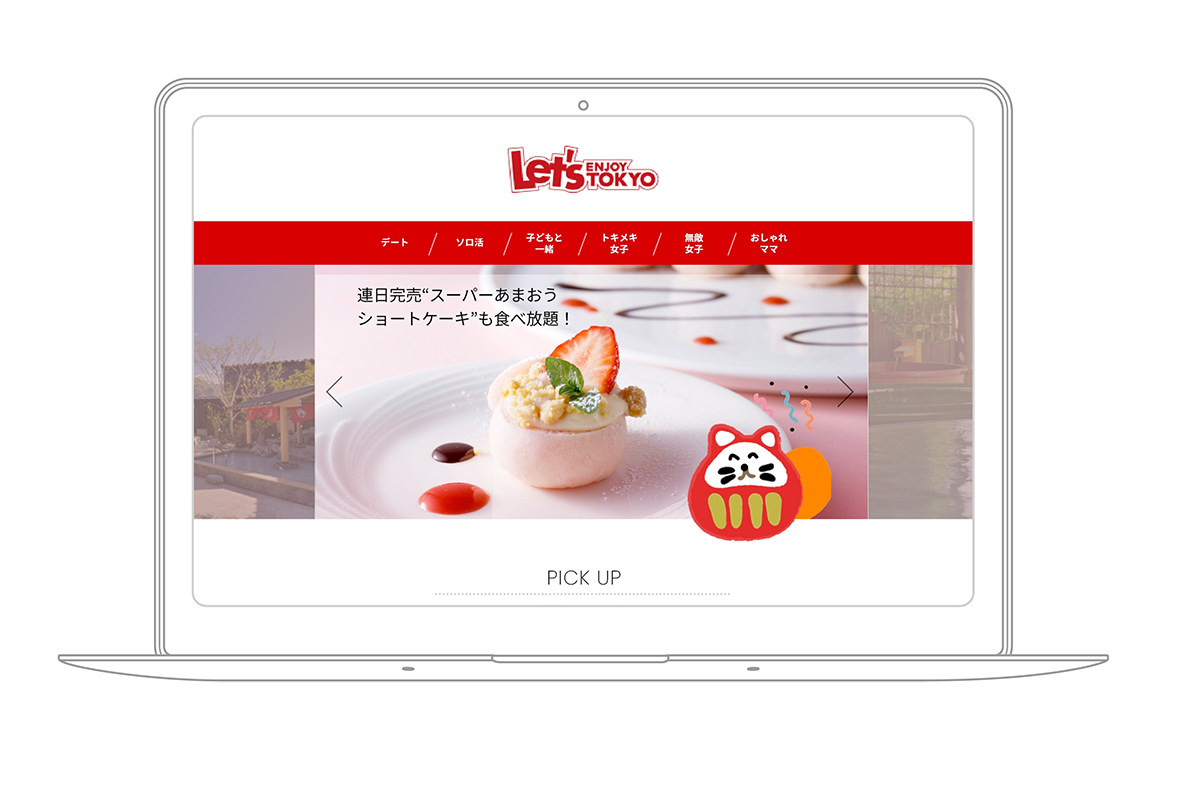 Let's ENJOY TOKYO
デート
ソロ活
子どもと
一緒
トキメキ
女子
無敵
女子
おしゃれ
ママ
連日完売“スーパーあまおう
ショートケーキ”も食べ放題！
PICK UP